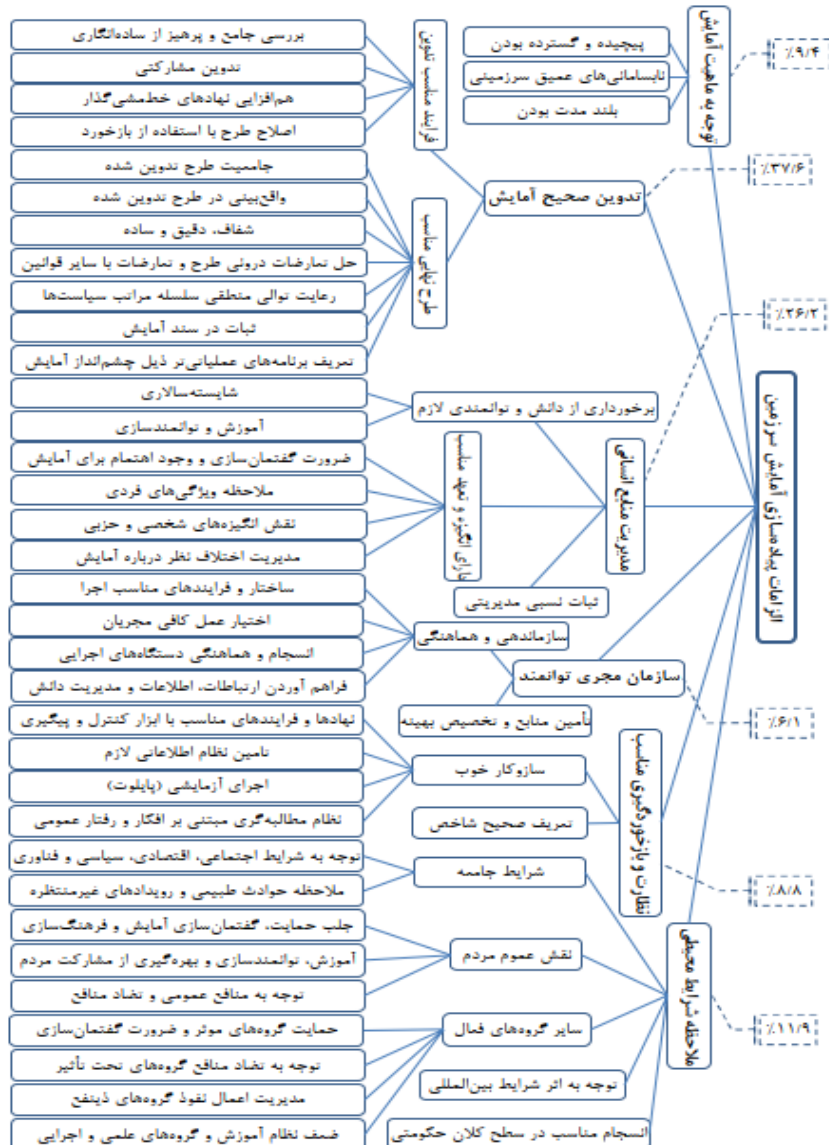 الزامات پیاده‌سازی آمایش سرزمین
توجه به ماهیت آمایش
٪۹/۴
پیچیده و گسترده بودن
نابسامانی‌های عمیق سرزمینی
بلند مدت بودن
تدوین صحیح آمایش
٪۳۷/۶
فرایند مناسب تدوین
بررسی جامع و پرهیز از ساده‌انگاری
تدوین مشارکتی
هم‌افزایی نهادهای خط‌مشی‌گذار
اصلاح طرح با استفاده از بازخورد
طرح نهایی مناسب
جامعیت طرح تدوین شده
واقع‌بینی در طرح تدوین شده
شفاف، دقیق و ساده
حل تعارضات درونی طرح و تعارضات با سایر قوانین
رعایت توالی منطقی سلسله مراتب سیاست‌ها
ثبات در سند آمایش
تعریف برنامه‌های عملیاتی‌تر ذیل چشم‌انداز آمایش
مدیریت منابع انسانی
٪۲۶/۲
برخورداری از دانش و توانمندی لازم
شایسته‌سالاری
آموزش و توانمندسازی
دارای انگیزه و تعهد مناسب
ضرورت گفتمان‌سازی و وجود اهتمام برای آمایش
ملاحظه ویژگی‌های فردی
نقش انگیزه‌های شخصی و حزبی
مدیریت اختلاف نظر درباره آمایش
ثبات نسبی مدیریتی
سازمان مجری توانمند
٪۶/۱
سازماندهی و هماهنگی
ساختار و فرایندهای مناسب اجرا
اختیار عمل کافی مجریان
انسجام و هماهنگی دستگاه‌های اجرایی
فراهم آوردن ارتباطات، اطلاعات و مدیریت دانش
تأمین منابع و تخصیص بهینه
نظارت و بازخوردگیری مناسب
٪۸/۸
سازوکار خوب
نهادها و فرایندهای مناسب با ابزار کنترل و پیگیری
تامین نظام اطلاعاتی لازم
اجرای آزمایشی (پایلوت)
نظام مطالبه‌گری مبتنی بر افکار و رفتار عمومی
تعریف صحیح شاخص
ملاحظه شرایط محیطی
٪۱۱/۹
شرایط جامعه
توجه به شرایط اجتماعی، اقتصادی، سیاسی و فناوری
ملاحظه حوادث طبیعی و رویدادهای غیرمنتظره
نقش عموم مردم
جلب حمایت، گفتمان‌سازی آمایش و فرهنگ‌سازی
آموزش، توانمندسازی و بهره‌گیری از مشارکت مردم
توجه به منافع عمومی و تضاد منافع
سایر گروه‌های فعال
حمایت گروه‌های موثر و ضرورت گفتمان‌سازی
توجه به تضاد منافع گروه‌های تحت تأثیر
مدیریت اعمال نفوذ گروه‌های ذینفع
ضعف نظام آموزش و گروه‌های علمی و اجرایی
توجه به اثر شرایط بین‌المللی
انسجام مناسب در سطح کلان حکومتی